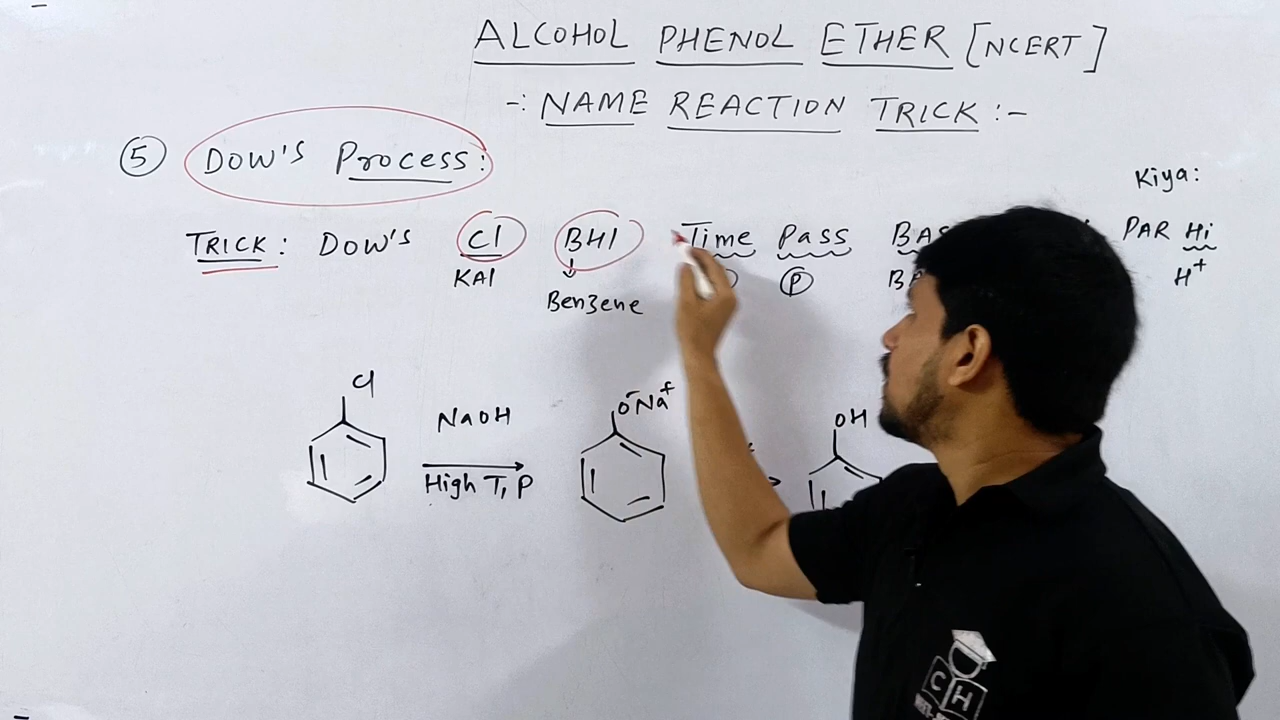 ALCOHOL PHENOL ETHER [NCERT]
-: NAME REACTION TRICK :-
⑤ DOW'S Process:
Kiya:
TRICK: DOW'S Cl BHI Time Pass PAR Hi
KAl Benzene Ⓟ H⁺
Cl NaOH High T, P
O⁻Na⁺
OH
C H